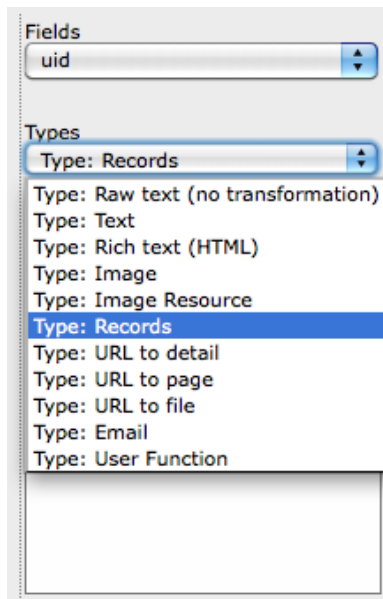 Fields
uid
Types
Type: Records
Type: Raw text (no transformation)
Type: Text
Type: Rich text (HTML)
Type: Image
Type: Image Resource
Type: Records
Type: URL to detail
Type: URL to page
Type: URL to file
Type: Email
Type: User Function